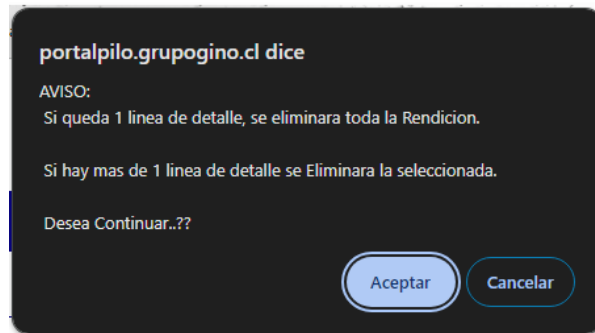 portalpilo.grupogino.cl dice
AVISO:
Si queda 1 linea de detalle, se eliminara toda la Rendicion.
Si hay mas de 1 linea de detalle se Eliminara la seleccionada.
Desea Continuar..??
Aceptar
Cancelar